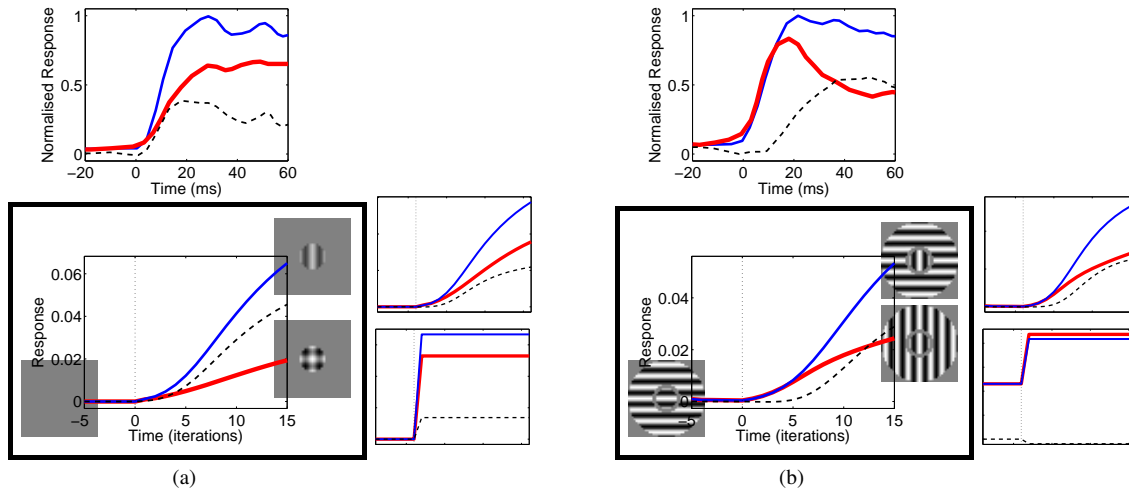 1
0.5
0
Normalised Response
−20 0 20 40 60
Time (ms)
0.06
0.04
0.02
0
Response
−5 0 5 10 15
Time (iterations)
(a)
1
0.5
0
Normalised Response
−20 0 20 40 60
Time (ms)
0.04
0.02
0
Response
−5 0 5 10 15
Time (iterations)
(b)